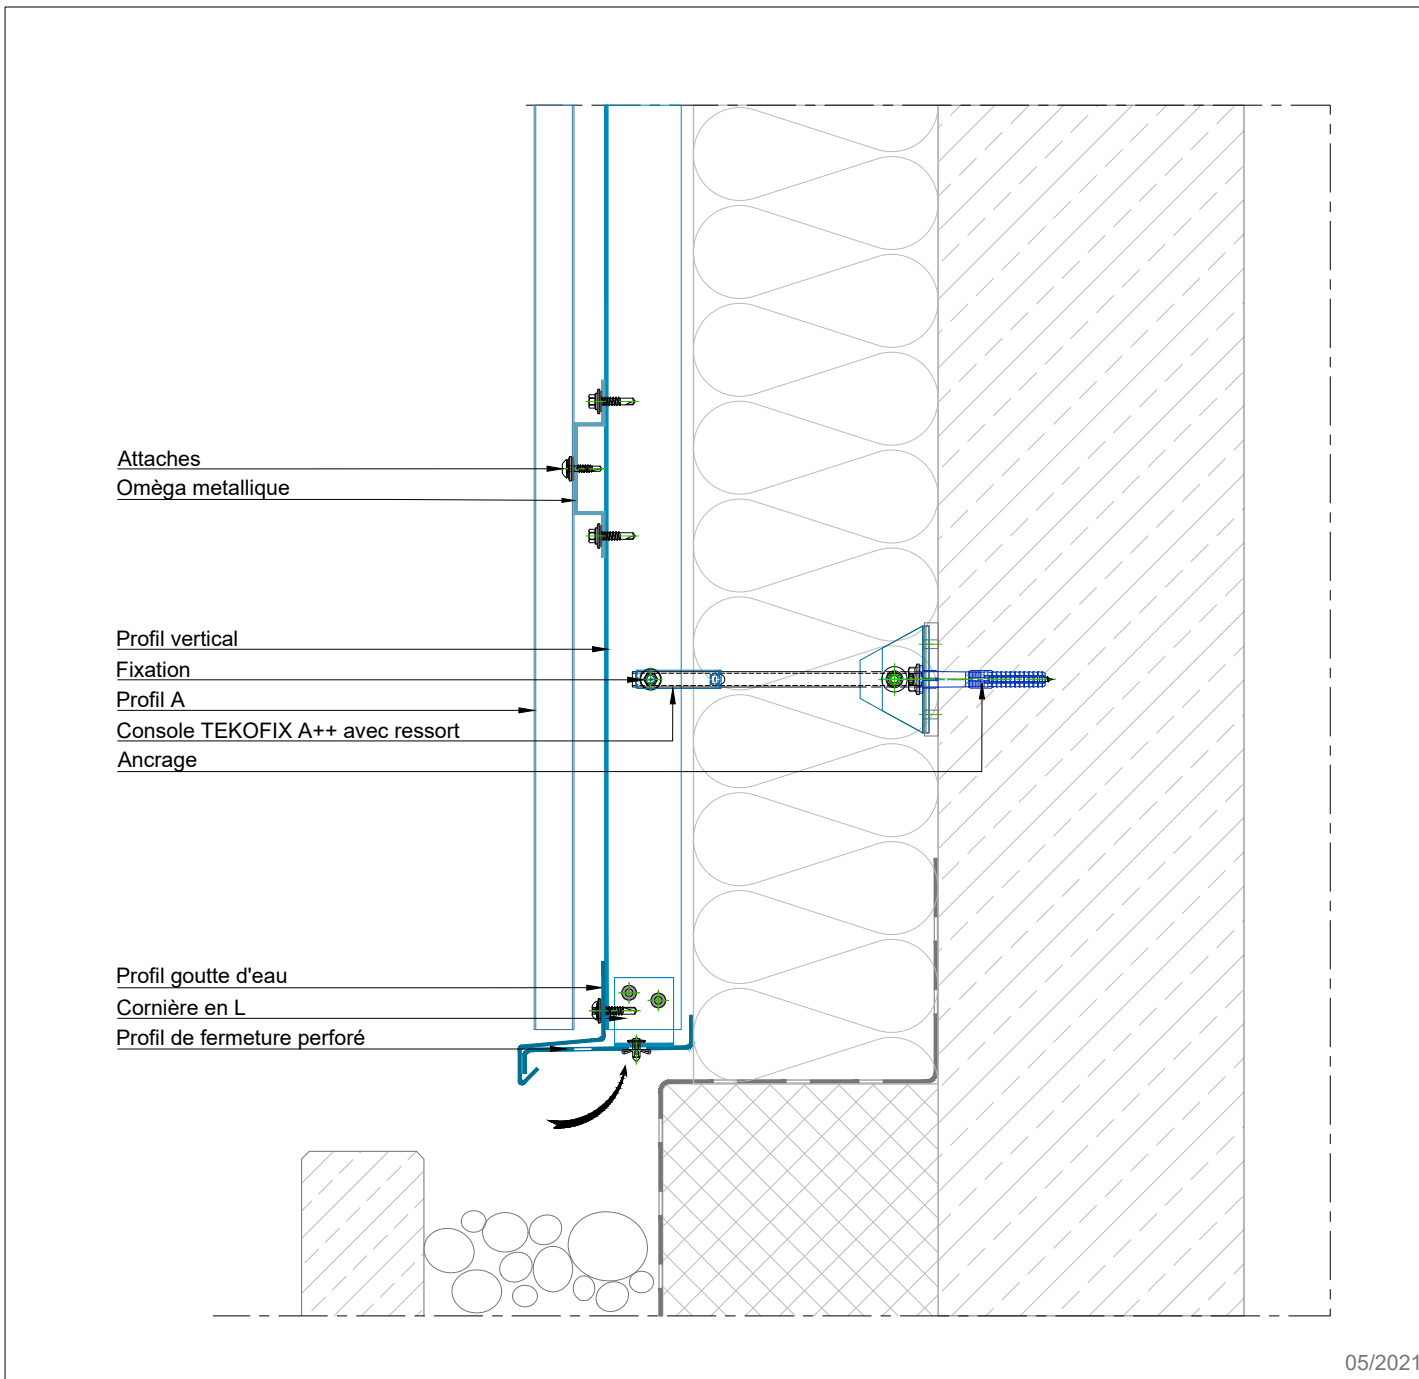 Attaches
Omèga metallique
Profil vertical
Fixation
Profil A
Console TEKOFIX A++ avec ressort
Ancrage
Profil goutte d'eau
Cornière en L
Profil de fermeture perforé
05/2021